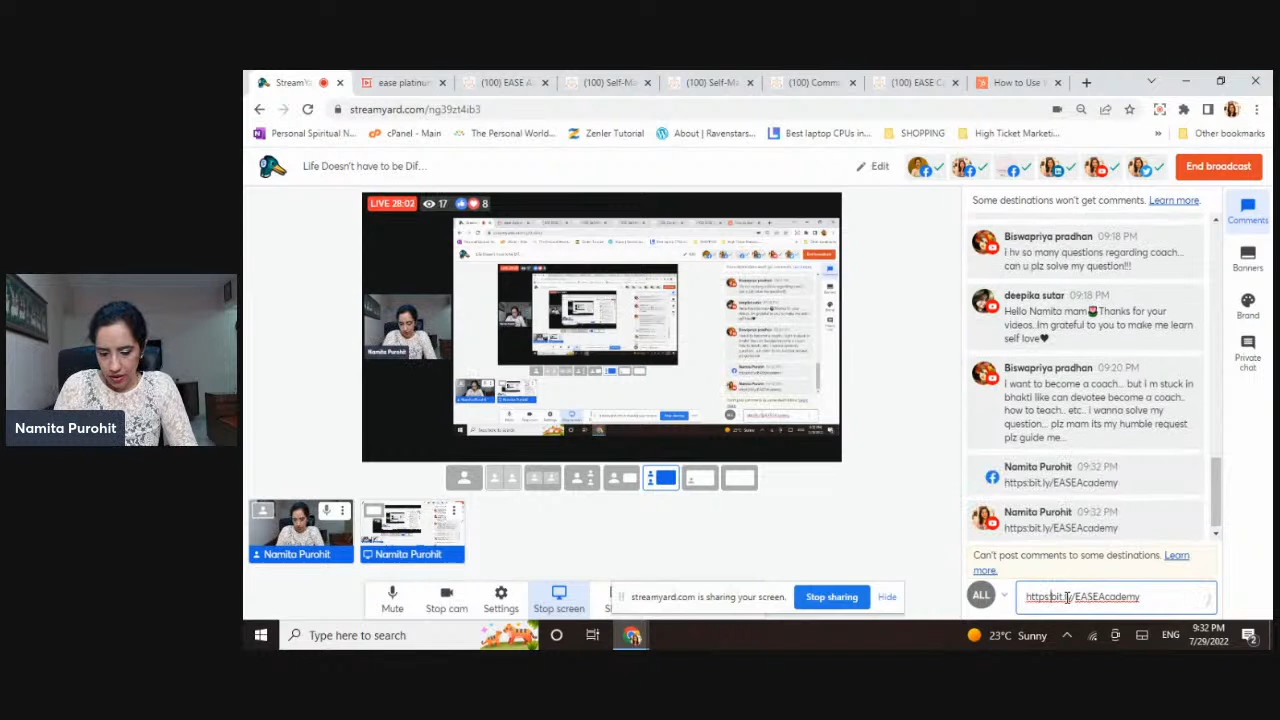 StreamYa
ease platinum
(100) EASE A
(100) Self-Ma
(100) Self-Ma
(100) Commu
(100) EASE Co
How to Use V
streamyard.com/ng39zt4ib3
Personal Spiritual N...
cPanel - Main
The Personal World...
Zenler Tutorial
About | Ravenstars...
Best laptop CPUs in...
SHOPPING
High Ticket Marketi...
»
Other bookmarks
Life Doesn't have to be Dif...
Edit
End broadcast
Some destinations won't get comments. Learn more.
LIVE 28:02
17
8
Namita Purohit
Biswapriya pradhan 09:18 PM
i hv so many questions regarding coach...
can u plz solve my question!!!
deepika sutar 09:18 PM
Hello Namita mam Thanks for your
videos..Im grateful to you to make me learn
self love
Biswapriya pradhan 09:20 PM
I want to become a coach... but i m stuck in
bhakti like can devotee become a coach...
how to teach.. etc.. i want to solve my
question... plz mam its my humble request
plz guide me...
Namita Purohit 09:32 PM
https:bit.ly/EASEAcademy
Namita Purohit 09:32 PM
https:bit.ly/EASEAcademy
Can't post comments to some destinations. Learn
more.
ALL
https:bit.ly/EASEAcademy
Comments
Banners
Brand
Private
chat
Namita Purohit
Namita Purohit
Namita Purohit
Mute
Stop cam
Settings
Stop screen
streamyard.com is sharing your screen.
Stop sharing
Hide
Type here to search
23°C Sunny
ENG
9:32 PM
7/29/2022
2